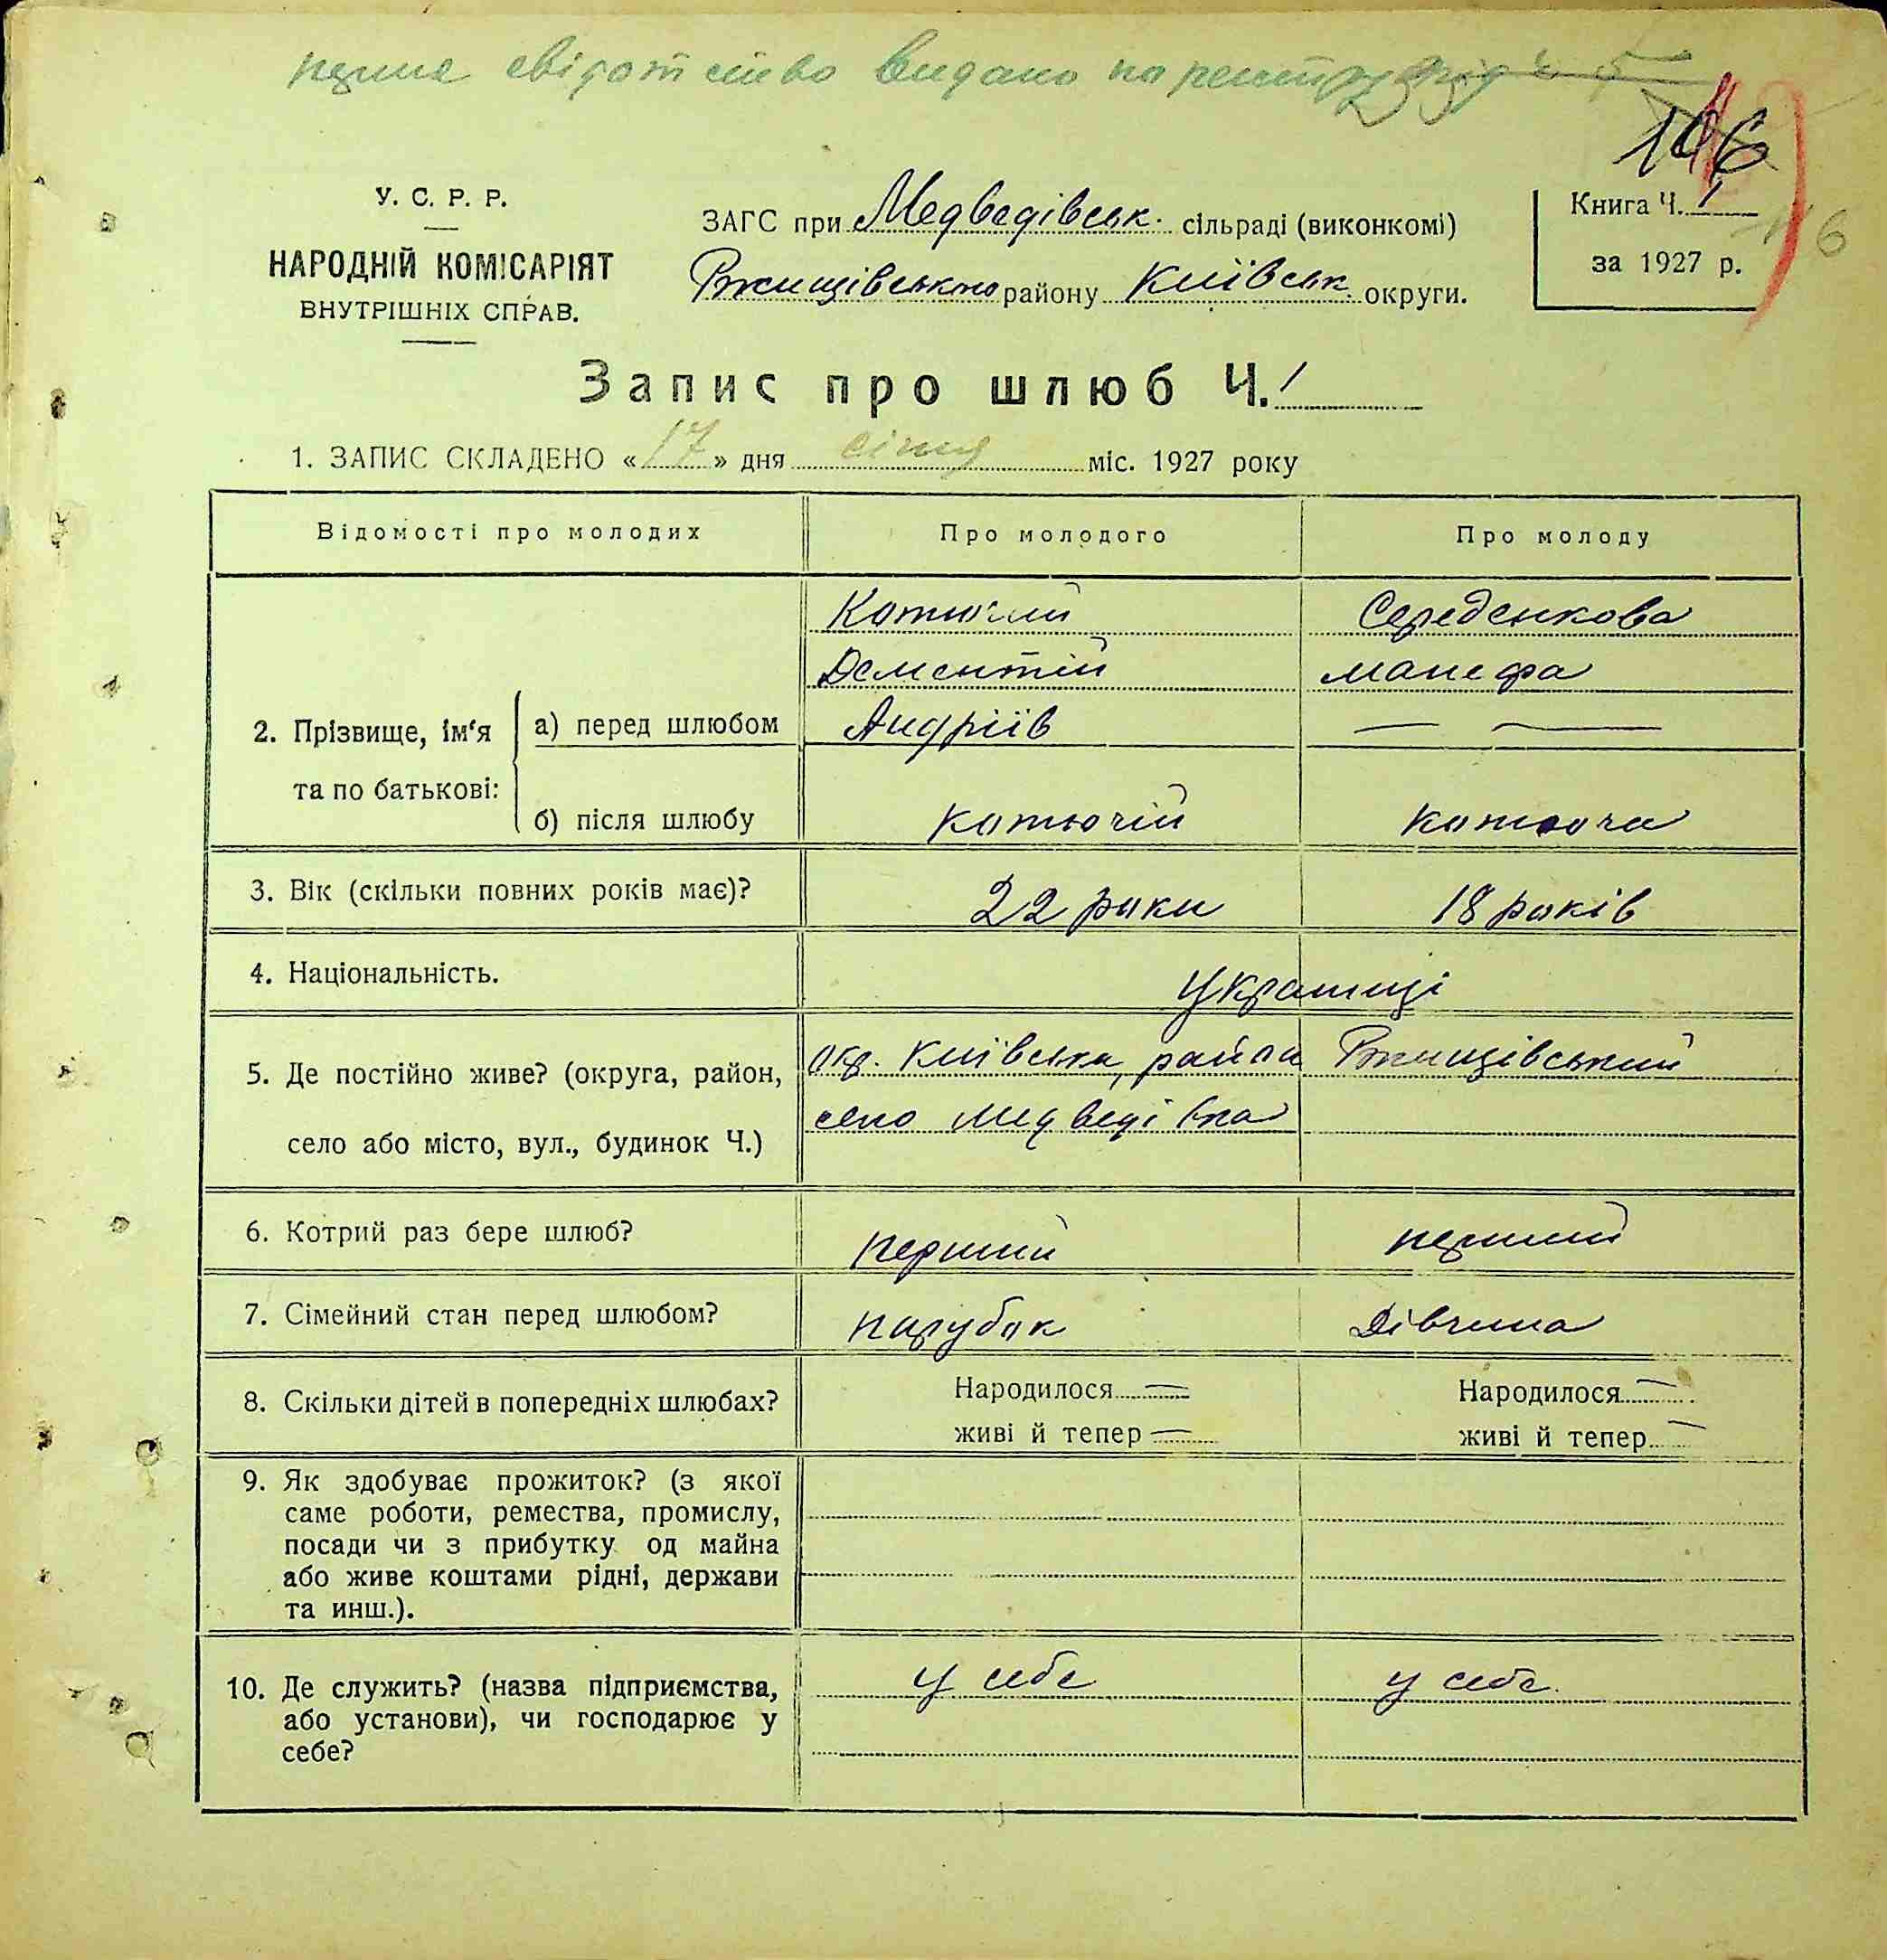 перше свідотство видано по реєстру
106
У. С. Р. Р.
НАРОДНІЙ КОМІСАРІЯТ
ВНУТРІШНІХ СПРАВ.
ЗАГС при Медведівськ. сільраді (виконкомі)
Ржищівського району Київськ. округи.
Книга Ч. 1
за 1927 р.
6
Запис про шлюб Ч. 1
1. ЗАПИС СКЛАДЕНО «17» дня січня міс. 1927 року
Відомості про молодих Про молодого Про молоду
2. Прізвище, ім'я та по батькові:
а) перед шлюбом
Котючий Середенкова
Дементій Манефа
Андріїв — —
б) після шлюбу Котючій Котюча
3. Вік (скільки повних років має)? 22 роки 18 років
4. Національність. Українці
5. Де постійно живе? (округа, район, село або місто, вул., будинок Ч.)
окр. Київська, район Ржищівський
село Медведівка
6. Котрий раз бере шлюб? перший перший
7. Сімейний стан перед шлюбом? парубок дівчина
8. Скільки дітей в попередніх шлюбах? Народилося — Народилося —
живі й тепер — живі й тепер —
9. Як здобуває прожиток? (з якої
саме роботи, ремества, промислу,
посади чи з прибутку од майна
або живе коштами рідні, держави
та инш.).
10. Де служить? (назва підприємства, у себе у себе
або установи), чи господарює у
себе?